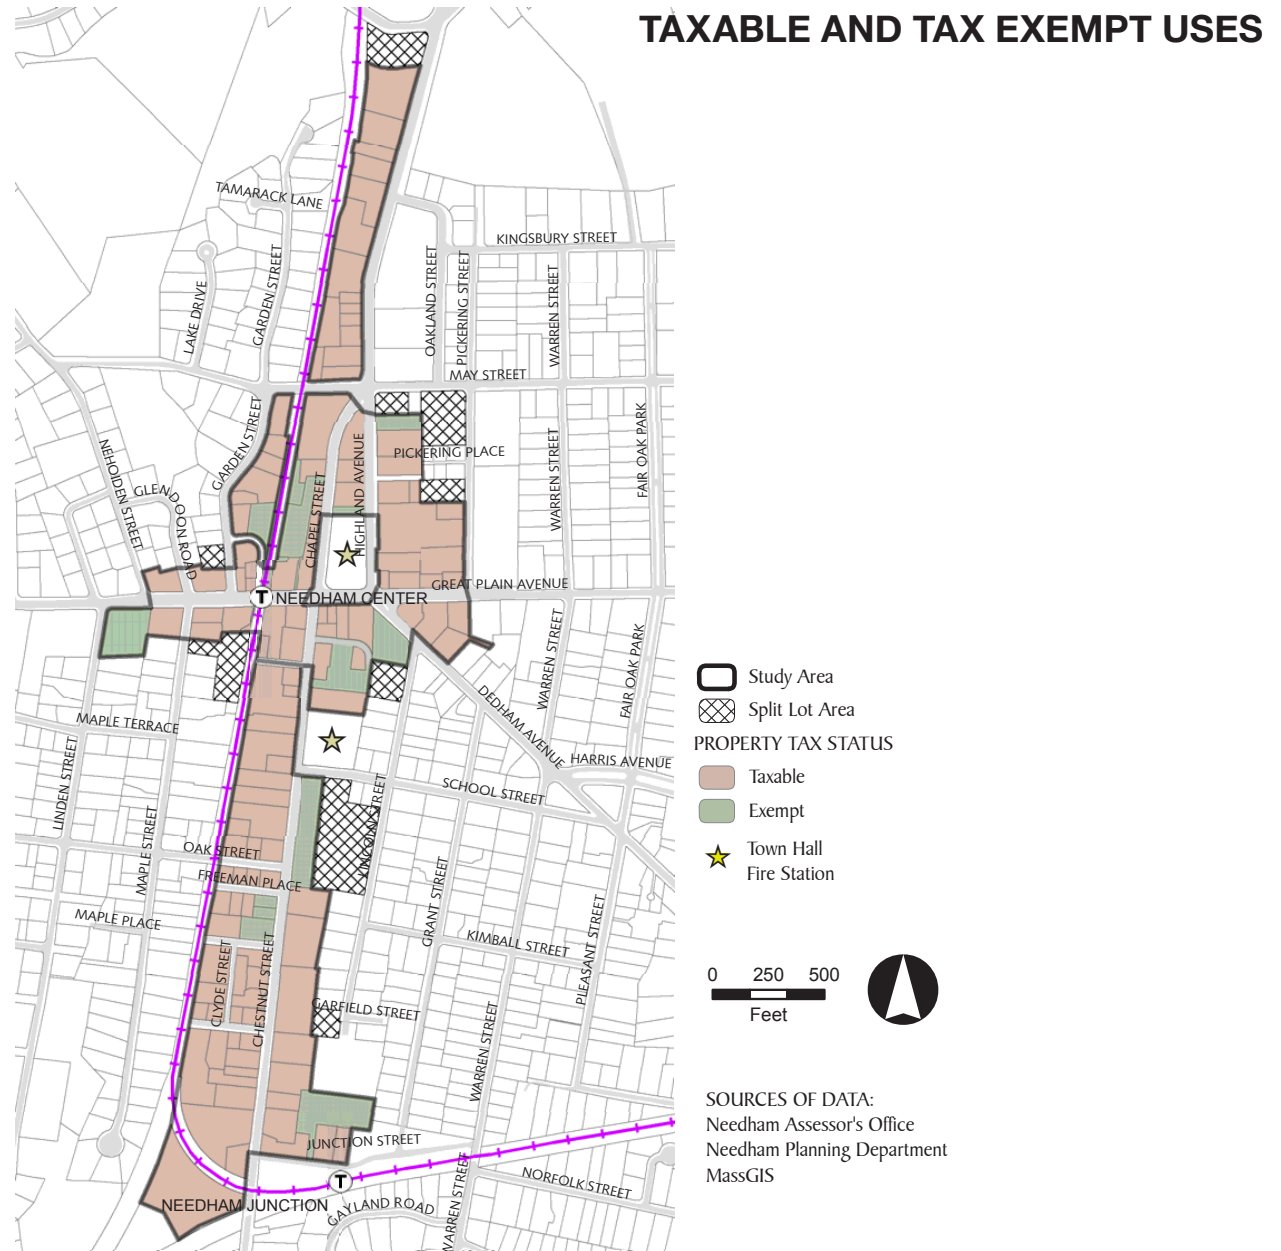 TAXABLE AND TAX EXEMPT USES
TAMARACK LANE
KINGSBURY STREET
GARDEN STREET
LAKE DRIVE
OAKLAND STREET
PICKERING STREET
WARREN STREET
MAY STREET
GARDEN STREET
FAIR OAK PARK
NEHOIDEN STREET
GLENDOON ROAD
PICKERING PLACE
HIGHLAND AVENUE
CHAPEL STREET
WARREN STREET
GREAT PLAIN AVENUE
T NEEDHAM CENTER
WARREN STREET
FAIR OAK PARK
DEDHAM AVENUE
MAPLE TERRACE
HARRIS AVENUE
LINDEN STREET
SCHOOL STREET
LINCOLN STREET
MAPLE STREET
OAK STREET
FREEMAN PLACE
GRANT STREET
MAPLE PLACE
PLEASANT STREET
KIMBALL STREET
CLYDE STREET
CHESTNUT STREET
GARFIELD STREET
WARREN STREET
JUNCTION STREET
T
NEEDHAM JUNCTION
NORFOLK STREET
GAYLAND ROAD
WARREN STREET
Study Area
Split Lot Area
PROPERTY TAX STATUS
Taxable
Exempt
Town Hall
Fire Station
0 250 500
Feet
SOURCES OF DATA:
Needham Assessor's Office
Needham Planning Department
MassGIS